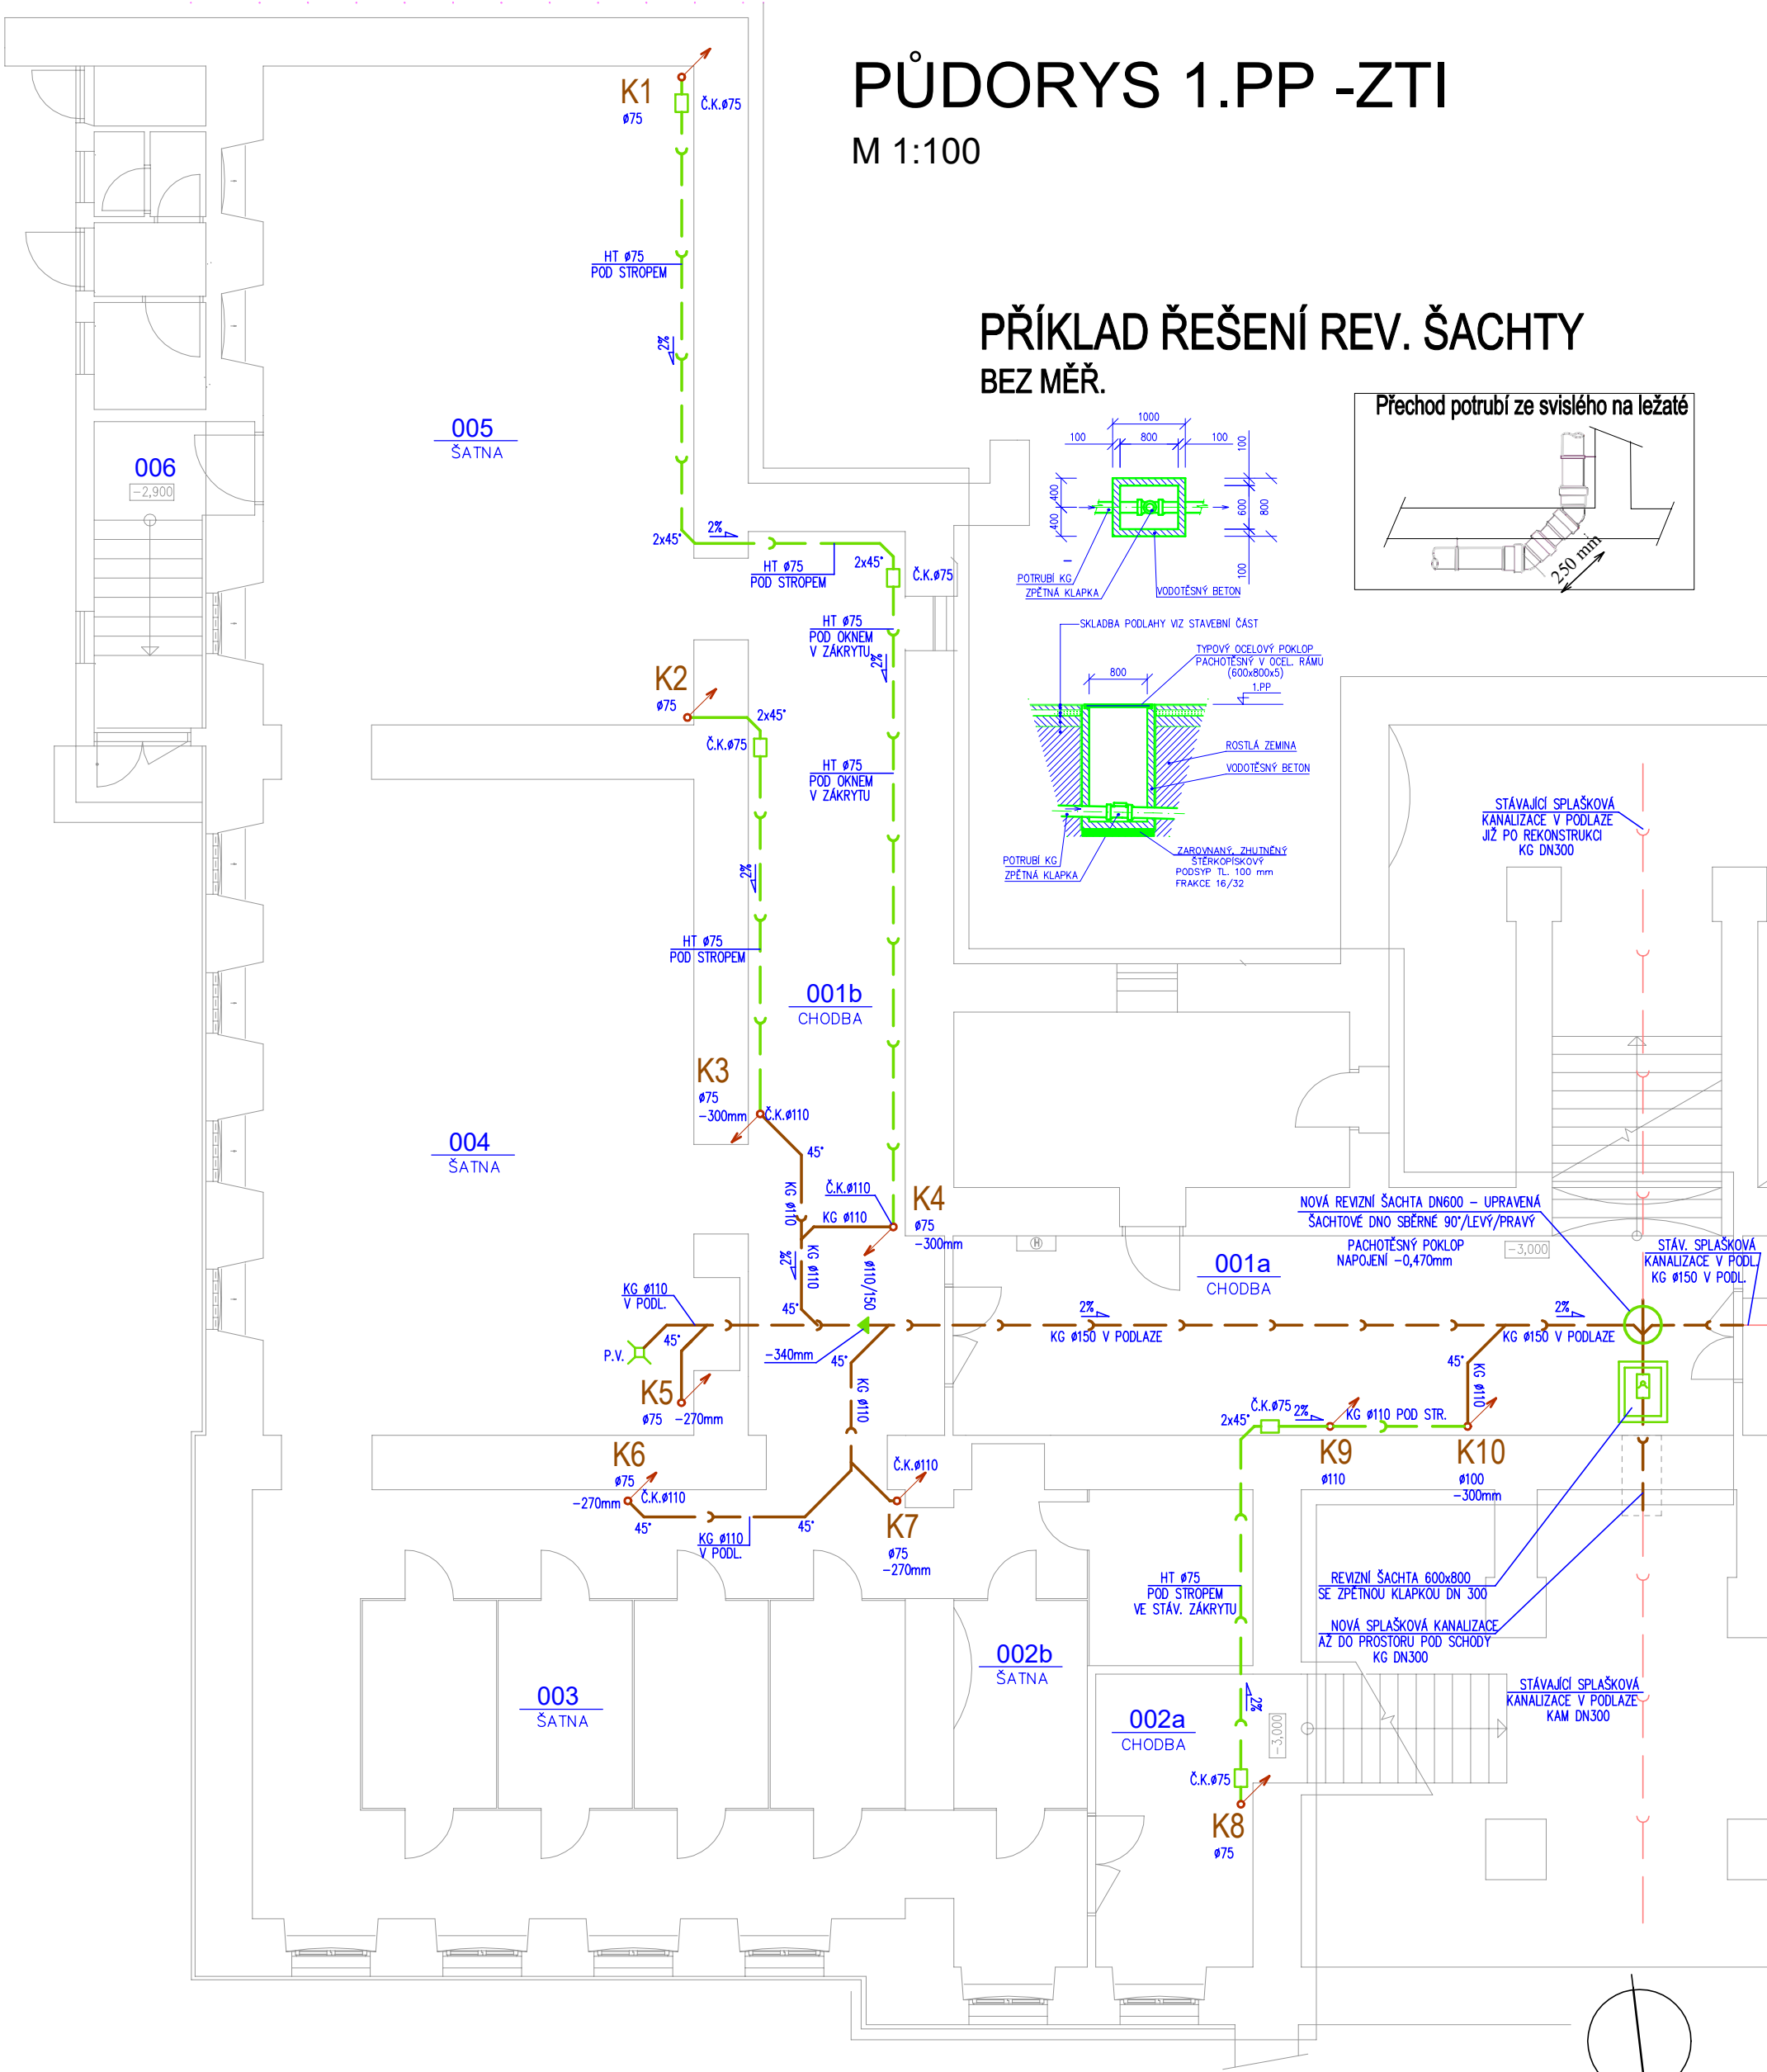 PŮDORYS 1.PP -ZTI
M 1:100
K1
ø75
Č.K.ø75
HT ø75
POD STROPEM
2%
005
ŠATNA
006
-2,900
2x45°
2%
HT ø75
POD STROPEM
2x45°
Č.K.ø75
HT ø75
POD OKNEM
V ZÁKRYTU
2%
PŘÍKLAD ŘEŠENÍ REV. ŠACHTY
BEZ MĚŘ.
1000
100
800
100
100
400
400
600
800
100
POTRUBÍ KG
ZPĚTNÁ KLAPKA
VODOTĚSNÝ BETON
Přechod potrubí ze svislého na ležaté
250 mm
SKLADBA PODLAHY VIZ STAVEBNÍ ČÁST
TYPOVÝ OCELOVÝ POKLOP
PACHOTĚSNÝ V OCEL. RÁMU
(600x800x5)
800
1.PP
ROSTLÁ ZEMINA
VODOTĚSNÝ BETON
POTRUBÍ KG
ZPĚTNÁ KLAPKA
ZAROVNANÝ, ZHUTNĚNÝ
ŠTĚRKOPÍSKOVÝ
PODSYP TL. 100 mm
FRAKCE 16/32
K2
ø75
2x45°
Č.K.ø75
HT ø75
POD OKNEM
V ZÁKRYTU
2%
HT ø75
POD STROPEM
001b
CHODBA
STÁVAJÍCÍ SPLAŠKOVÁ
KANALIZACE V PODLAZE
JIŽ PO REKONSTRUKCI
KG DN300
K3
ø75
-300mm
Č.K.ø110
004
ŠATNA
45°
KG ø110
Č.K.ø110
KG ø110
K4
ø75
-300mm
2%
KG ø110
ø110/150
45°
KG ø110
V PODL.
P.V.
45°
-340mm
45°
KG ø110
K5
ø75 -270mm
001a
CHODBA
2%
KG ø150 V PODLAZE
2%
KG ø150 V PODLAZE
NOVÁ REVIZNÍ ŠACHTA DN600 - UPRAVENÁ
ŠACHTOVÉ DNO SBĚRNÉ 90°/LEVÝ/PRAVÝ
PACHOTĚSNÝ POKLOP
NAPOJENÍ -0,470mm
-3,000
STÁV. SPLAŠKOVÁ
KANALIZACE V PODL.
KG ø150 V PODL.
H
45°
KG ø110
Č.K.ø75
2x45°
2%
KG ø110 POD STR.
K9
ø110
K10
ø100
-300mm
K6
ø75
-270mm
Č.K.ø110
45°
KG ø110
V PODL.
45°
Č.K.ø110
K7
ø75
-270mm
HT ø75
POD STROPEM
VE STÁV. ZÁKRYTU
REVIZNÍ ŠACHTA 600x800
SE ZPĚTNOU KLAPKOU DN 300
NOVÁ SPLAŠKOVÁ KANALIZACE
AŽ DO PROSTORU POD SCHODY
KG DN300
STÁVAJÍCÍ SPLAŠKOVÁ
KANALIZACE V PODLAZE
KAM DN300
002b
ŠATNA
003
ŠATNA
002a
CHODBA
2%
-3,000
Č.K.ø75
K8
ø75